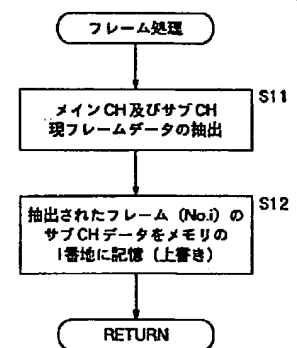 フレーム処理
S11
メインCH及びサブCH
現フレームデータの抽出
S12
抽出されたフレーム（No.i）の
サブCHデータをメモリの
i番地に記憶（上書き）
RETURN